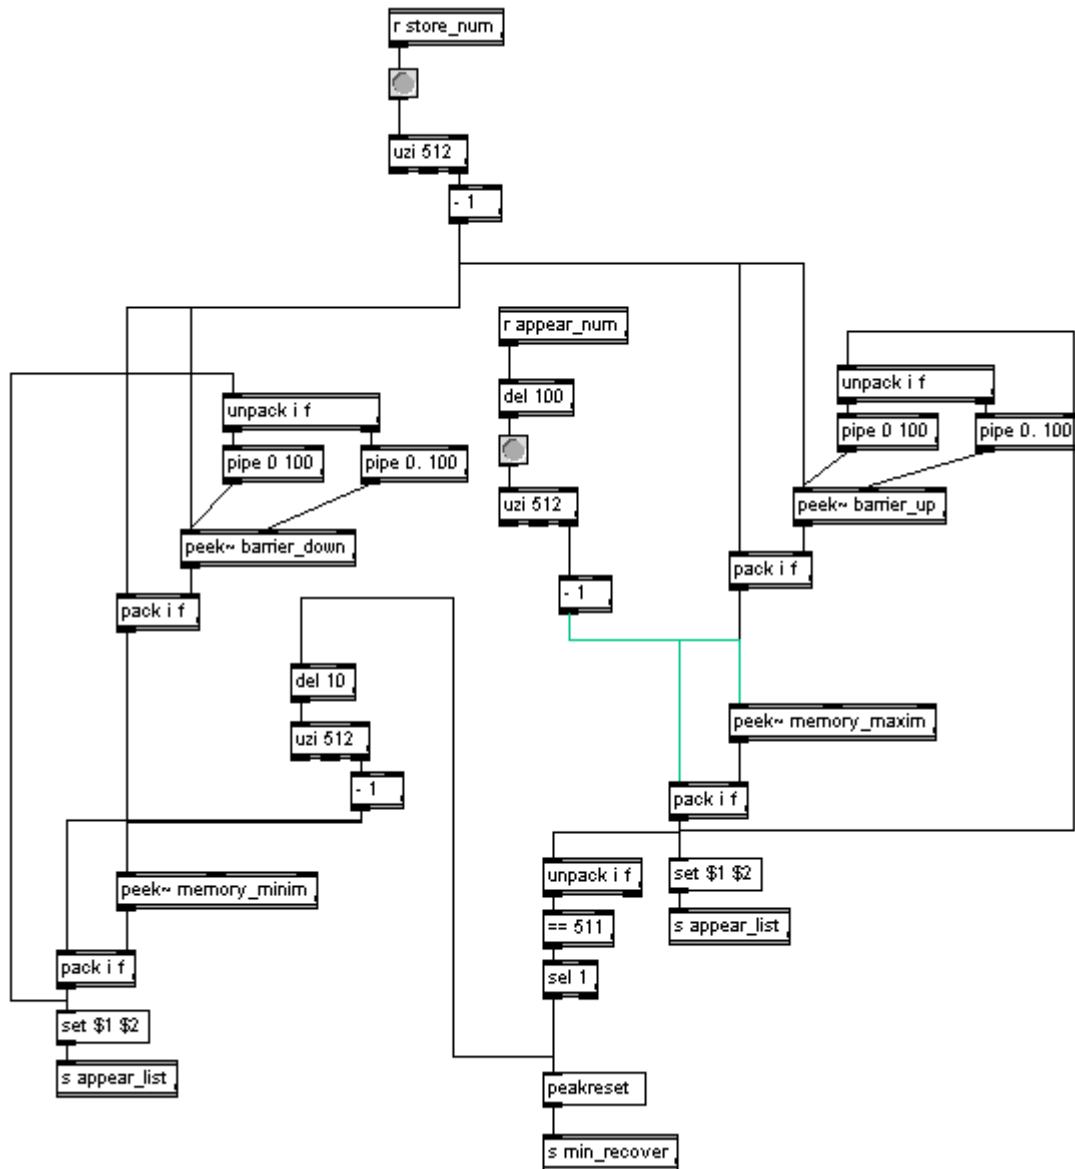 r store_num
uzi 512
- 1
r appear_num
unpack i f
del 100
unpack i f
pipe 0 100
pipe 0. 100
pipe 0 100
pipe 0. 100
uzi 512
peek~ barrier_up
peek~ barrier_down
pack i f
- 1
pack i f
del 10
peek~ memory_maxim
uzi 512
- 1
pack i f
unpack i f
set $1 $2
peek~ memory_minim
== 511
s appear_list
pack i f
sel 1
set $1 $2
s appear_list
peakreset
s min_recover